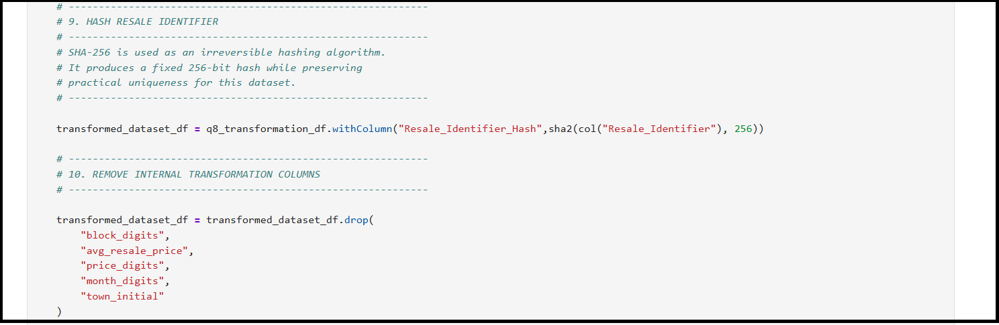 # ------------------------------------------------------------
# 9. HASH RESALE IDENTIFIER
# ------------------------------------------------------------
# SHA-256 is used as an irreversible hashing algorithm.
# It produces a fixed 256-bit hash while preserving
# practical uniqueness for this dataset.
# ------------------------------------------------------------
transformed_dataset_df = q8_transformation_df.withColumn("Resale_Identifier_Hash",sha2(col("Resale_Identifier"), 256))
# ------------------------------------------------------------
# 10. REMOVE INTERNAL TRANSFORMATION COLUMNS
# ------------------------------------------------------------
transformed_dataset_df = transformed_dataset_df.drop(
    "block_digits",
    "avg_resale_price",
    "price_digits",
    "month_digits",
    "town_initial"
)